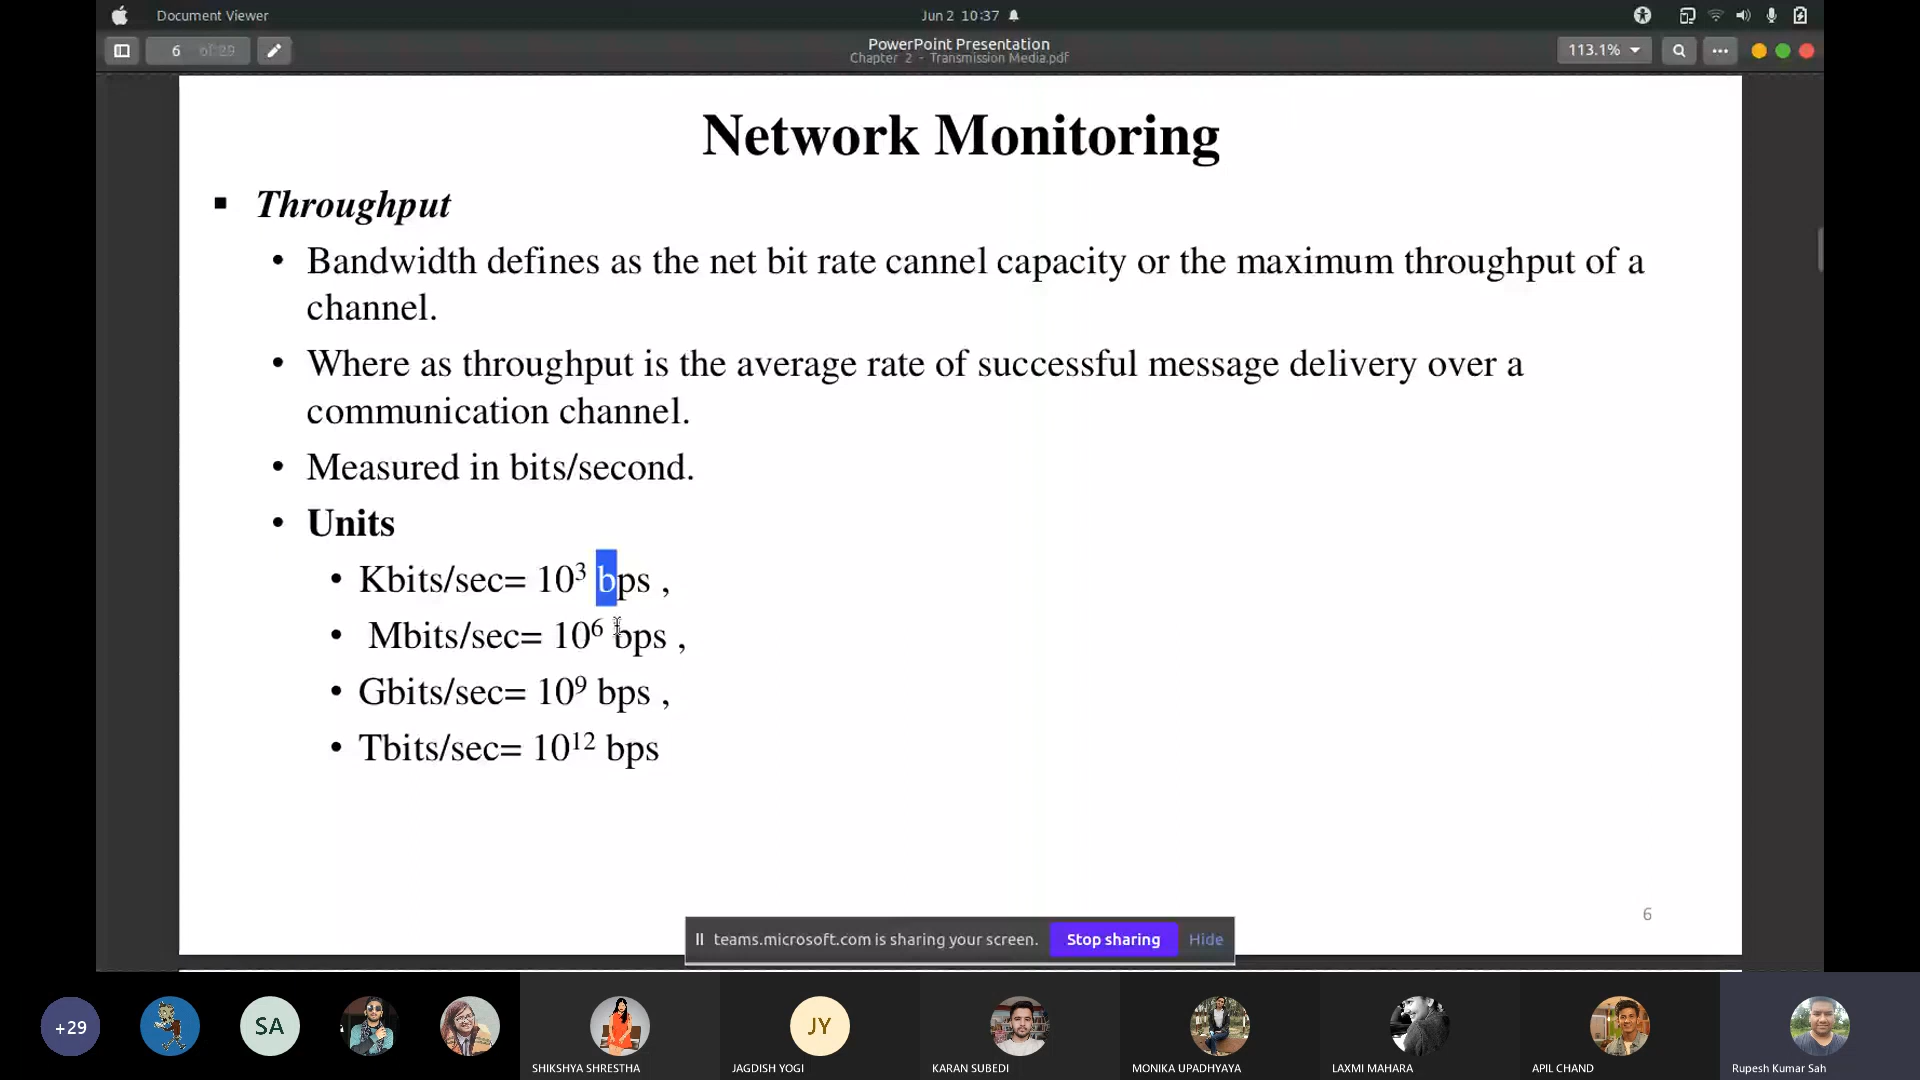 Document Viewer
Jun 2 10:37
6 of 29
PowerPoint Presentation
Chapter 2 - Transmission Media.pdf
113.1%
Network Monitoring
▪ Throughput
• Bandwidth defines as the net bit rate cannel capacity or the maximum throughput of a
channel.
• Where as throughput is the average rate of successful message delivery over a
communication channel.
• Measured in bits/second.
• Units
• Kbits/sec= 10³ bps ,
• Mbits/sec= 10⁶ bps ,
• Gbits/sec= 10⁹ bps ,
• Tbits/sec= 10¹² bps
6
teams.microsoft.com is sharing your screen. Stop sharing Hide
+29
SA
JY
SHIKSHYA SHRESTHA
JAGDISH YOGI
KARAN SUBEDI
MONIKA UPADHYAYA
LAXMI MAHARA
APIL CHAND
Rupesh Kumar Sah